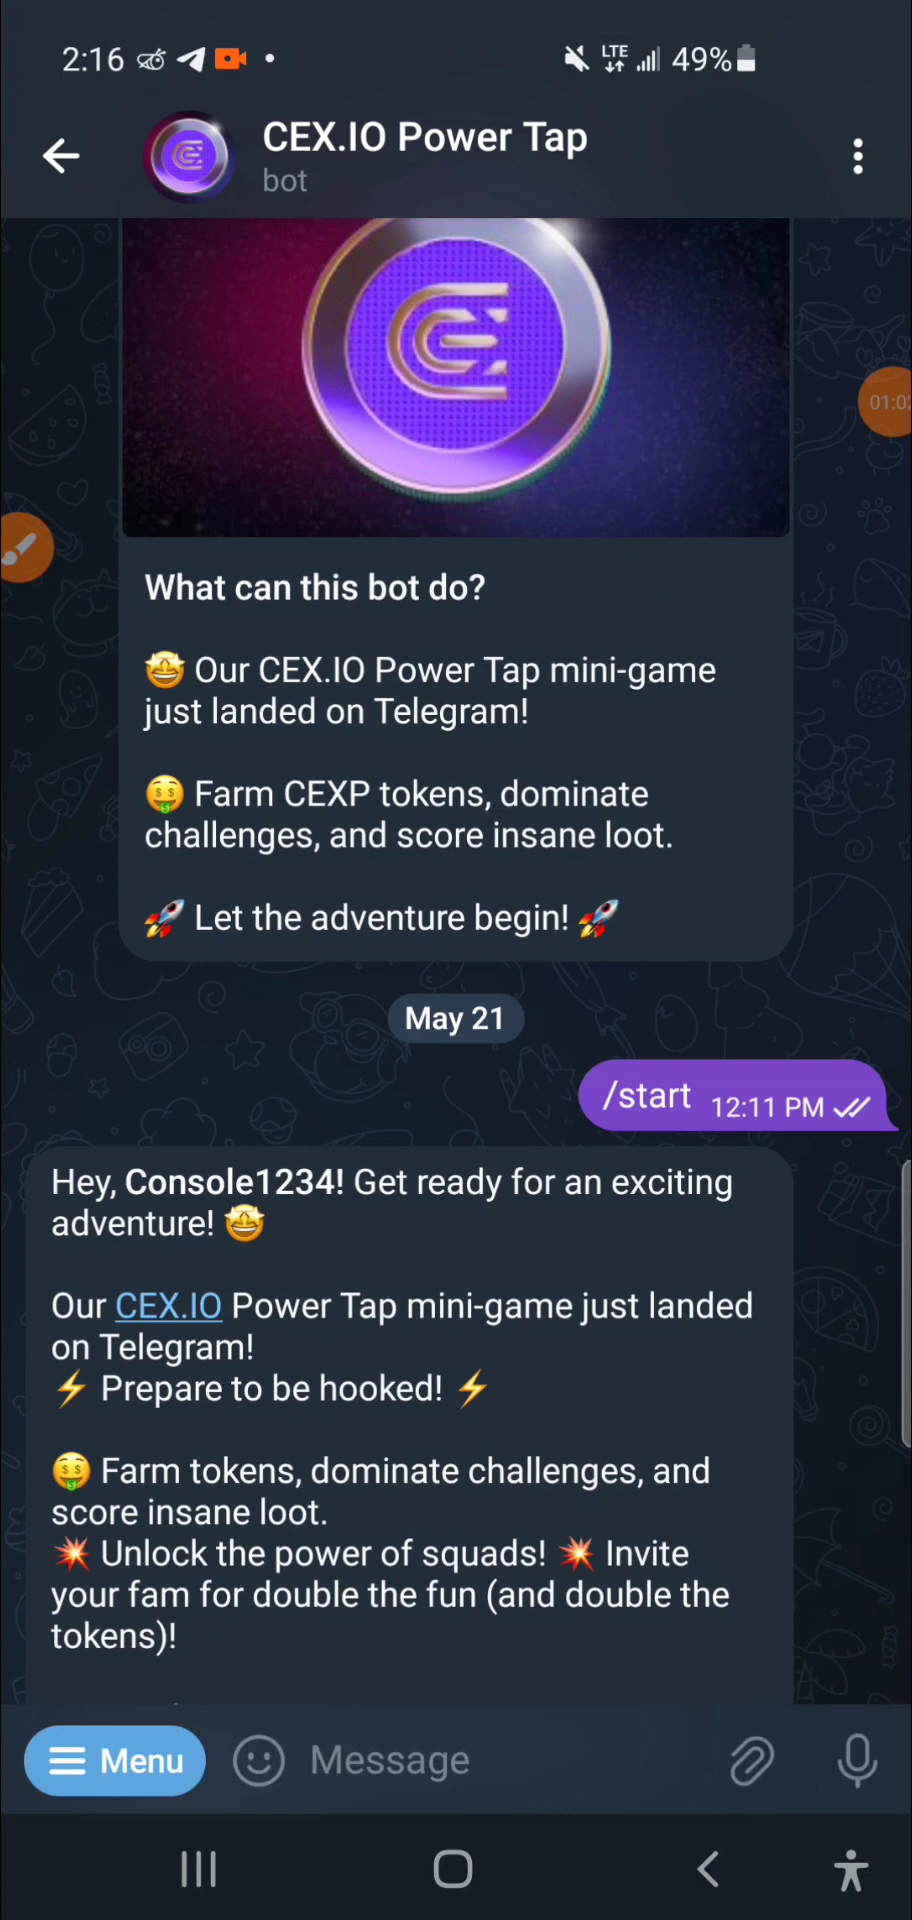 2:16
LTE
49%
CEX.IO Power Tap
bot
01:02
What can this bot do?
🤩 Our CEX.IO Power Tap mini-game
just landed on Telegram!
🤑 Farm CEXP tokens, dominate
challenges, and score insane loot.
🚀 Let the adventure begin! 🚀
May 21
/start 12:11 PM
Hey, Console1234! Get ready for an exciting
adventure! 🤩
Our CEX.IO Power Tap mini-game just landed
on Telegram!
⚡ Prepare to be hooked! ⚡
🤑 Farm tokens, dominate challenges, and
score insane loot.
💥 Unlock the power of squads! 💥 Invite
your fam for double the fun (and double the
tokens)!
Menu
Message